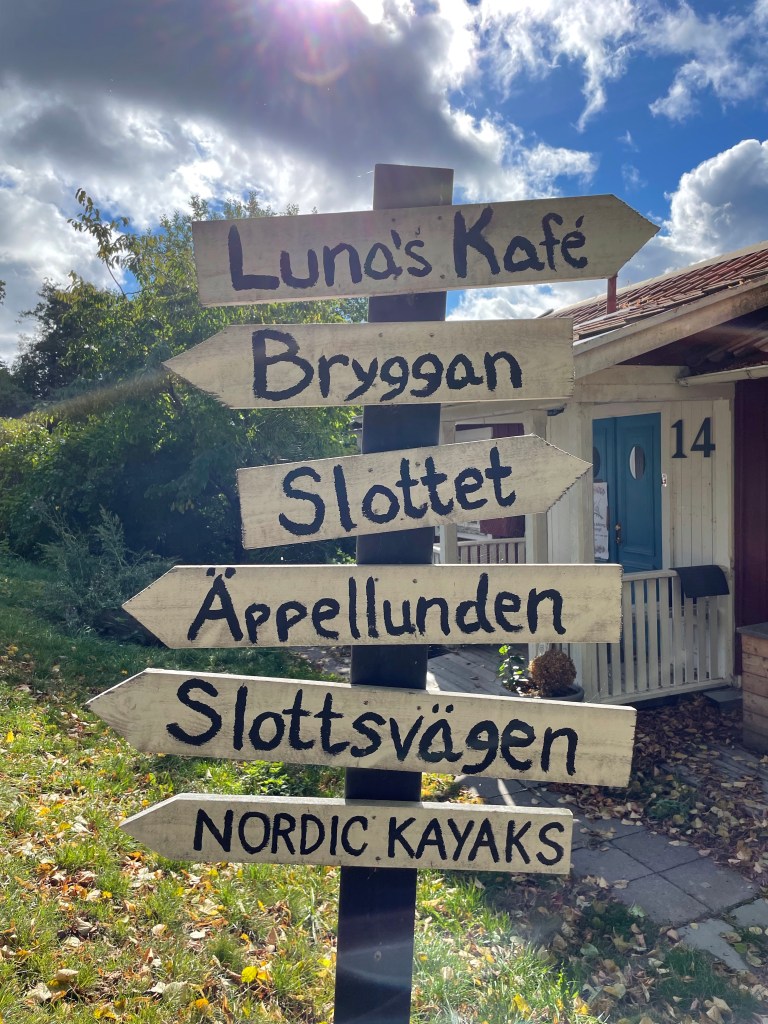 Luna's Kafé
Bryggan
Slottet
14
Äppellunden
Slottsvägen
NORDIC KAYAKS